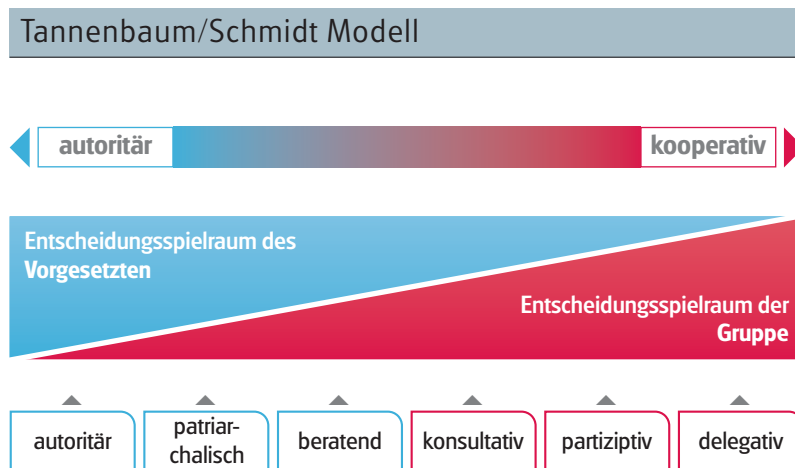 Tannenbaum/Schmidt Modell
autoritär
kooperativ
Entscheidungsspielraum des
Vorgesetzten
Entscheidungsspielraum der
Gruppe
autoritär
patriar-
chalisch
beratend
konsultativ
partiziptiv
delegativ